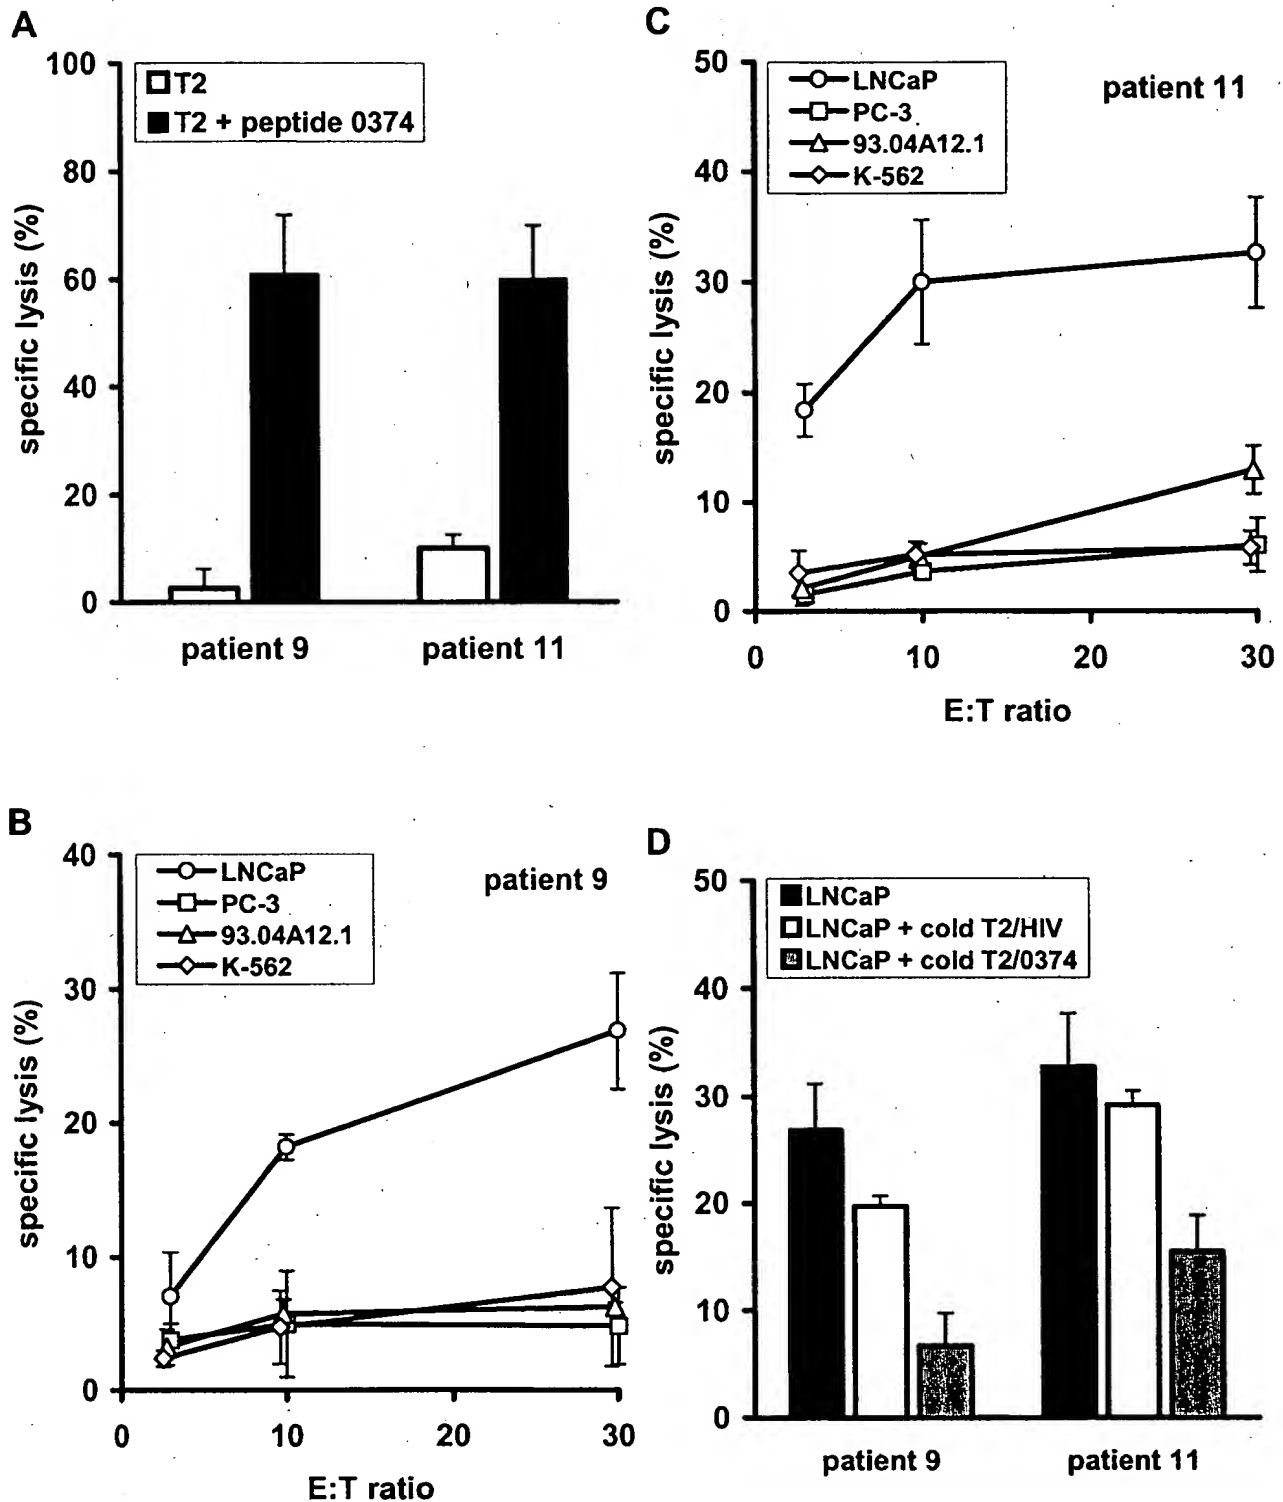 A
100
80
60
40
20
0
specific lysis (%)
T2
T2 + peptide 0374
patient 9
patient 11
C
50
40
30
20
10
0
specific lysis (%)
LNCaP
PC-3
93.04A12.1
K-562
patient 11
0 10 20 30
E:T ratio
B
40
30
20
10
0
specific lysis (%)
LNCaP
PC-3
93.04A12.1
K-562
patient 9
0 10 20 30
E:T ratio
D
50
40
30
20
10
0
specific lysis (%)
LNCaP
LNCaP + cold T2/HIV
LNCaP + cold T2/0374
patient 9
patient 11